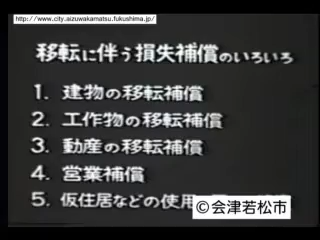 http://www.city.aizuwakamatsu.fukushima.jp/
移転に伴う損失補償のいろいろ
1. 建物の移転補償
2. 工作物の移転補償
3. 動産の移転補償
4. 営業補償
5. 仮住居などの使用
©会津若松市